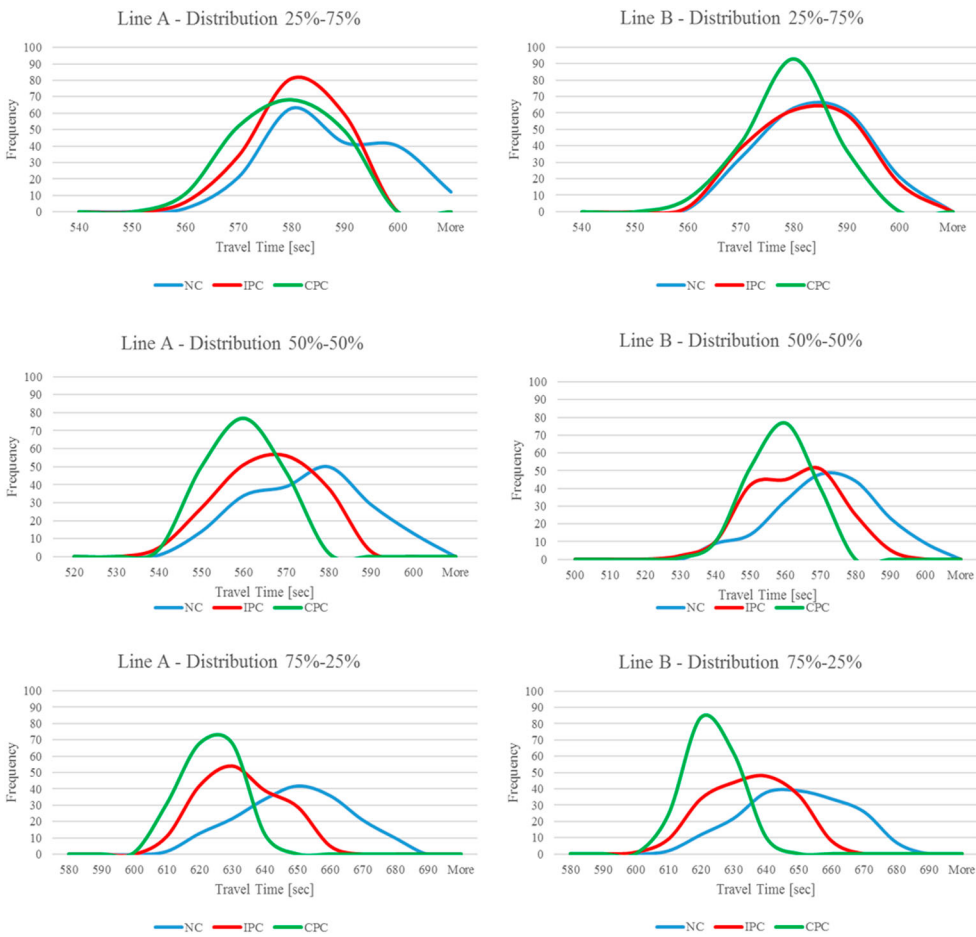 Line A - Distribution 25%-75%
100
90
80
70
60
50
40
30
20
10
0
Frequency
540 550 560 570 580 590 600 More
Travel Time [sec]
NC IPC CPC
Line B - Distribution 25%-75%
100
90
80
70
60
50
40
30
20
10
0
Frequency
540 550 560 570 580 590 600 More
Travel Time [sec]
NC IPC CPC
Line A - Distribution 50%-50%
100
90
80
70
60
50
40
30
20
10
0
Frequency
520 530 540 550 560 570 580 590 600 More
Travel Time [sec]
NC IPC CPC
Line B - Distribution 50%-50%
100
90
80
70
60
50
40
30
20
10
0
Frequency
500 510 520 530 540 550 560 570 580 590 600 More
Travel Time [sec]
NC IPC CPC
Line A - Distribution 75%-25%
100
90
80
70
60
50
40
30
20
10
0
Frequency
580 590 600 610 620 630 640 650 660 670 680 690 More
Travel Time [sec]
NC IPC CPC
Line B - Distribution 75%-25%
100
90
80
70
60
50
40
30
20
10
0
Frequency
580 590 600 610 620 630 640 650 660 670 680 690 More
Travel Time [sec]
NC IPC CPC